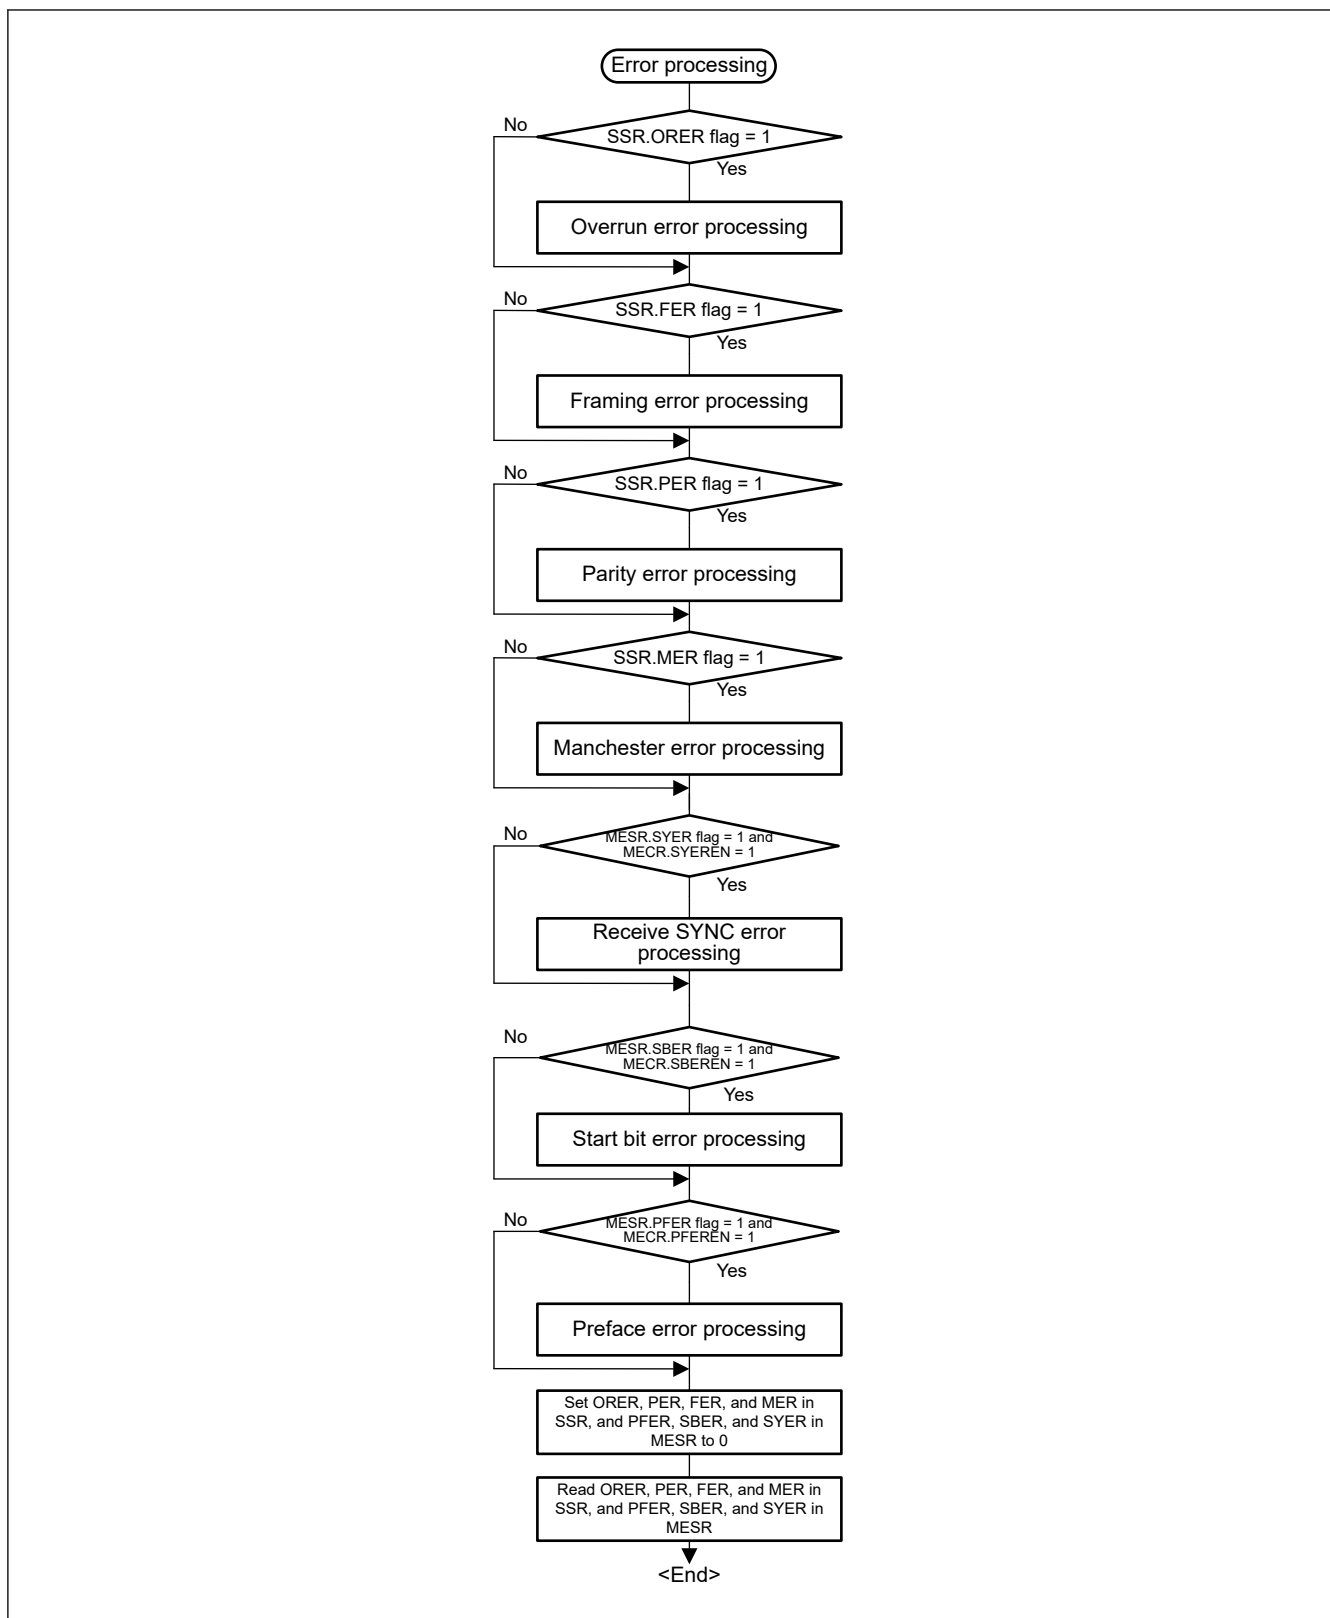 Error processing
No
SSR.ORER flag = 1
Yes
Overrun error processing
No
SSR.FER flag = 1
Yes
Framing error processing
No
SSR.PER flag = 1
Yes
Parity error processing
No
SSR.MER flag = 1
Yes
Manchester error processing
No
MESR.SYER flag = 1 and
MECR.SYEREN = 1
Yes
Receive SYNC error
processing
No
MESR.SBER flag = 1 and
MECR.SBEREN = 1
Yes
Start bit error processing
No
MESR.PFER flag = 1 and
MECR.PFEREN = 1
Yes
Preface error processing
Set ORER, PER, FER, and MER in
SSR, and PFER, SBER, and SYER in
MESR to 0
Read ORER, PER, FER, and MER in
SSR, and PFER, SBER, and SYER in
MESR
<End>